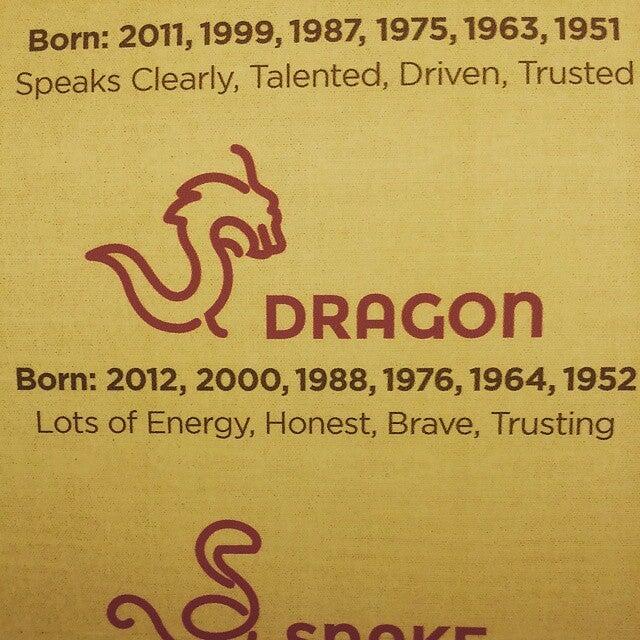 Born: 2011, 1999, 1987, 1975, 1963, 1951
Speaks Clearly, Talented, Driven, Trusted
DRAGON
Born: 2012, 2000, 1988, 1976, 1964, 1952
Lots of Energy, Honest, Brave, Trusting
SNAKE